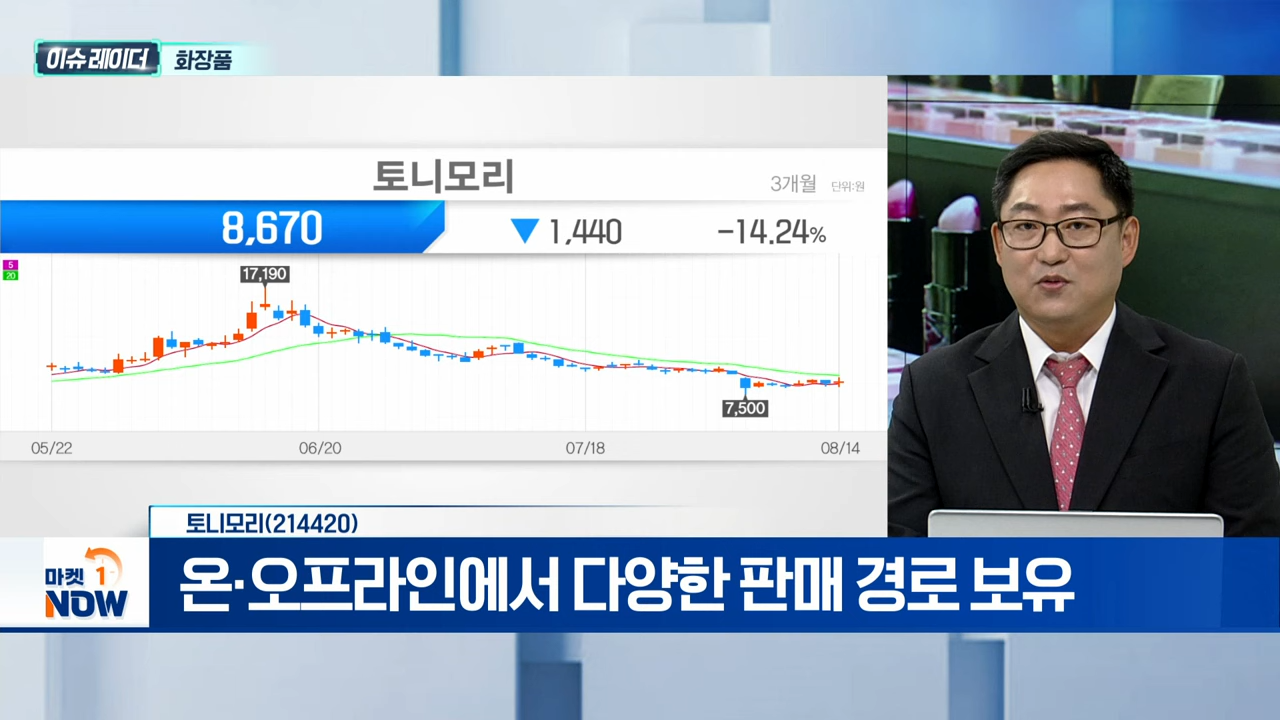 이슈 레이더 화장품
토니모리
3개월 단위:원
8,670 ▼ 1,440 -14.24%
5
20
17,190
7,500
05/22 06/20 07/18 08/14
토니모리(214420)
마켓 1
NOW
온·오프라인에서 다양한 판매 경로 보유